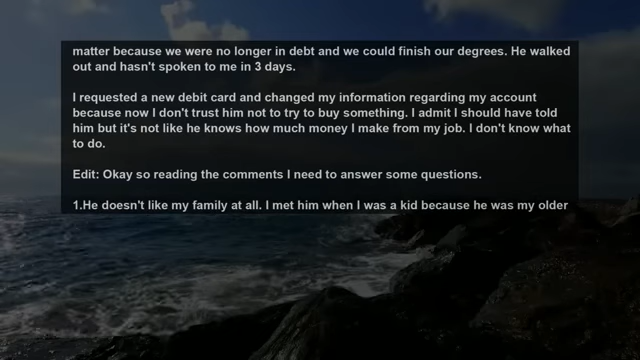 matter because we were no longer in debt and we could finish our degrees. He walked
out and hasn't spoken to me in 3 days.
I requested a new debit card and changed my information regarding my account
because now I don't trust him not to try to buy something. I admit I should have told
him but it's not like he knows how much money I make from my job. I don't know what
to do.
Edit: Okay so reading the comments I need to answer some questions.
1.He doesn't like my family at all. I met him when I was a kid because he was my older